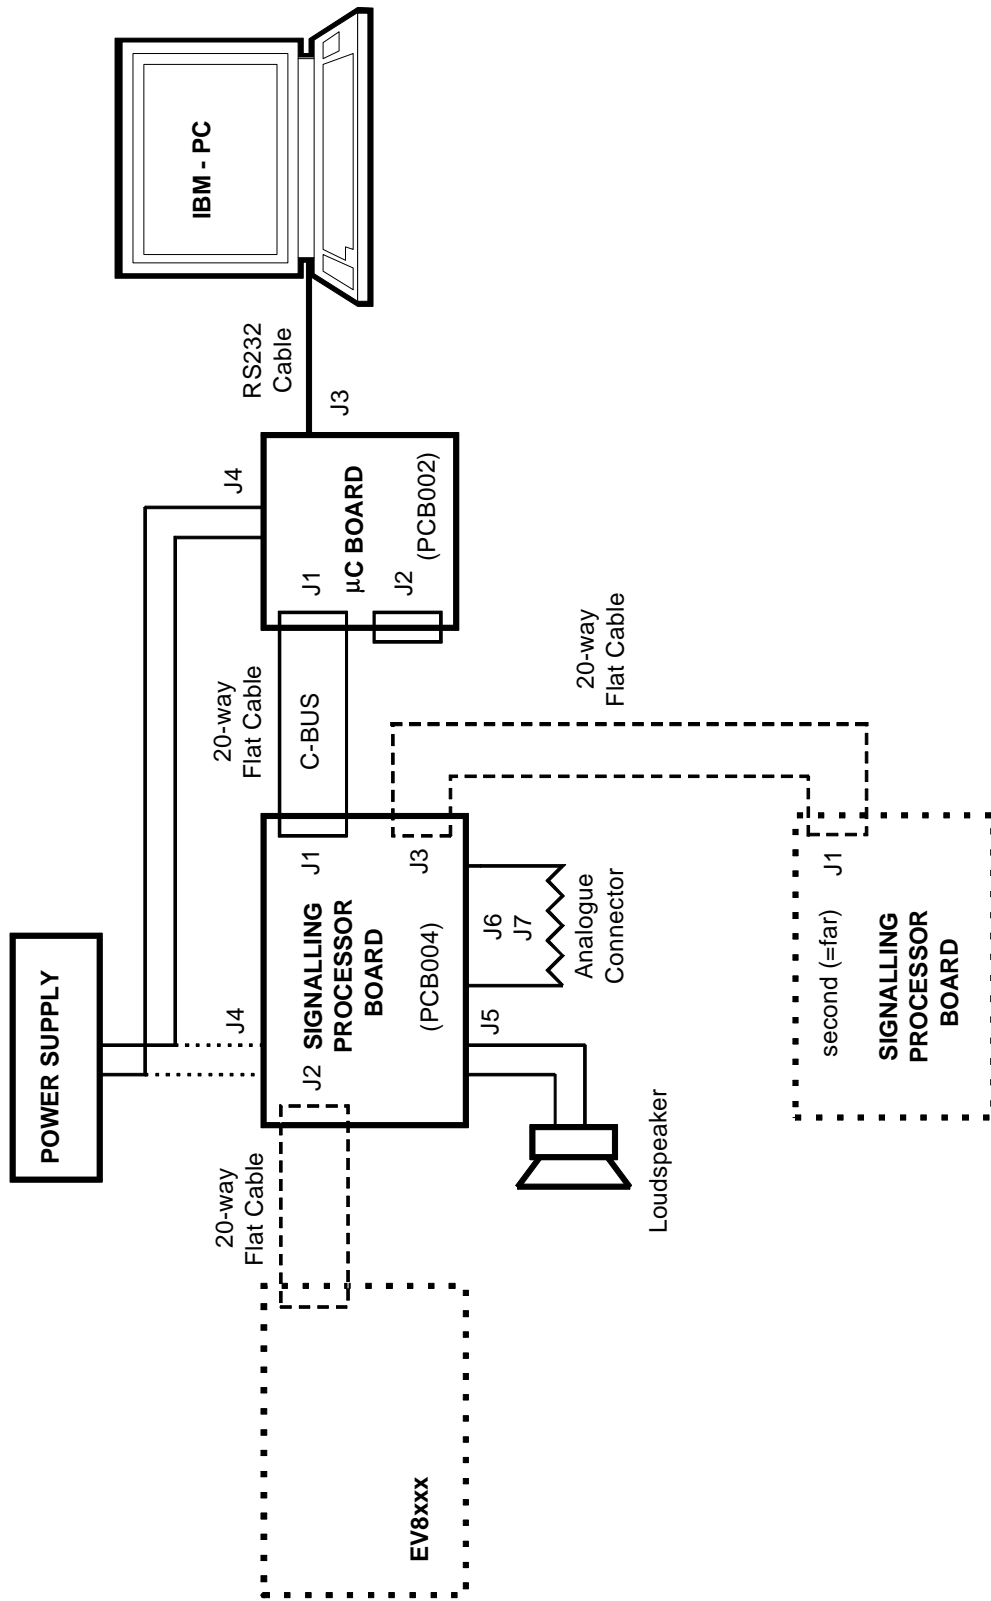 POWER SUPPLY
IBM - PC
RS232
Cable
J3
J4
µC BOARD
(PCB002)
J1
J2
20-way
Flat Cable
C-BUS
J4
J1
J3
J2
SIGNALLING
PROCESSOR
BOARD
(PCB004)
J5
J6
J7
Analogue
Connector
Loudspeaker
20-way
Flat Cable
EV8xxx
20-way
Flat Cable
J1
second (=far)
SIGNALLING
PROCESSOR
BOARD